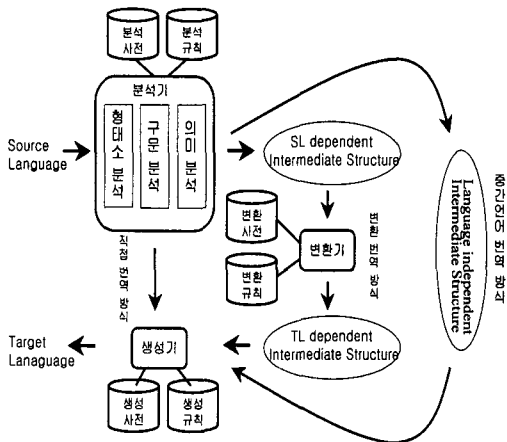 분석
사전
분석
규칙
분석기
형태소 분석
구문 분석
의미 분석
Source
Language
SL dependent
Intermediate Structure
변환
사전
변환
규칙
변환기
변환 번역 방식
직접 번역 방식
Language independent
Intermediate Structure
중간언어 번역 방식
TL dependent
Intermediate Structure
Target
Lanaguage
생성기
생성
사전
생성
규칙